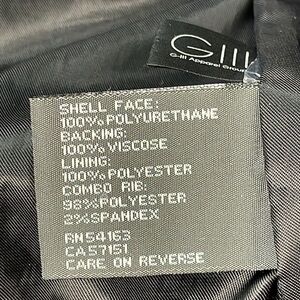 GIII
G-III Apparel Group
SHELL FACE:
100%POLYURETHANE
BACKING:
100%VISCOSE
LINING:
100%POLYESTER
COMBO RIB:
98%POLYESTER
2%SPANDEX
RN54163
CA57151
CARE ON REVERSE